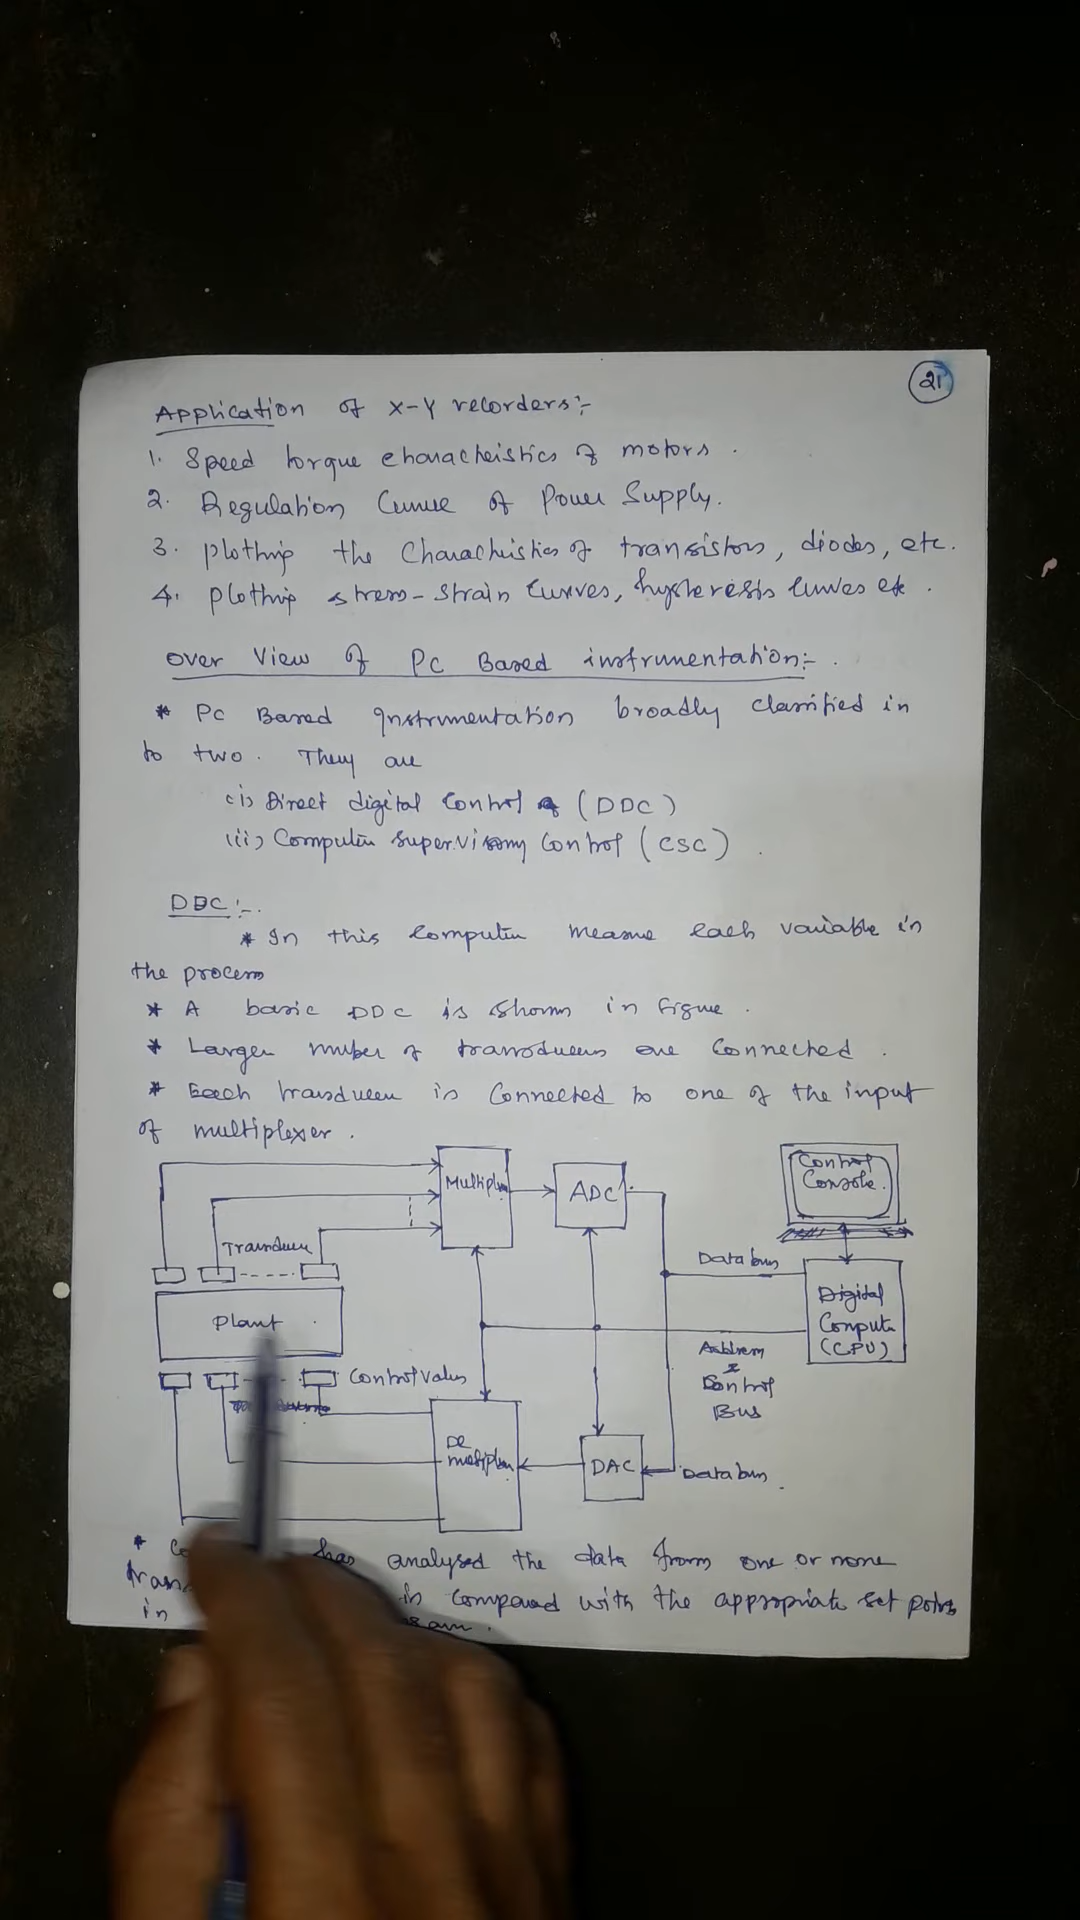 21
Application of X-Y recorders:-
1. Speed torque characteristics of motors.
2. Regulation Curve of Power Supply.
3. plotting the Characteristics of transistors, diodes, etc.
4. plotting stress-strain Curves, hysteresis curves etc.
Over View of PC Based instrumentation:-
* PC Based instrumentation broadly classified in
to two. They are
(i) Direct digital Control (DDC)
(ii) Computer supervisory Control (CSC).
DDC:-
* In this computer measure each variable in
the process
* A basic DDC is shown in figure.
* Larger number of transducers are Connected.
* Each transducer is Connected to one of the input
of multiplexer.
Multiplex
ADC
Control
Console.
Transducer
Data bus
Plant
Digital
Computer
(CPU)
Address
&
Control
Bus
Control valves
De
multiplex
DAC
Data bus
* has analysed the data from one or more
is compared with the appropriate set points
in